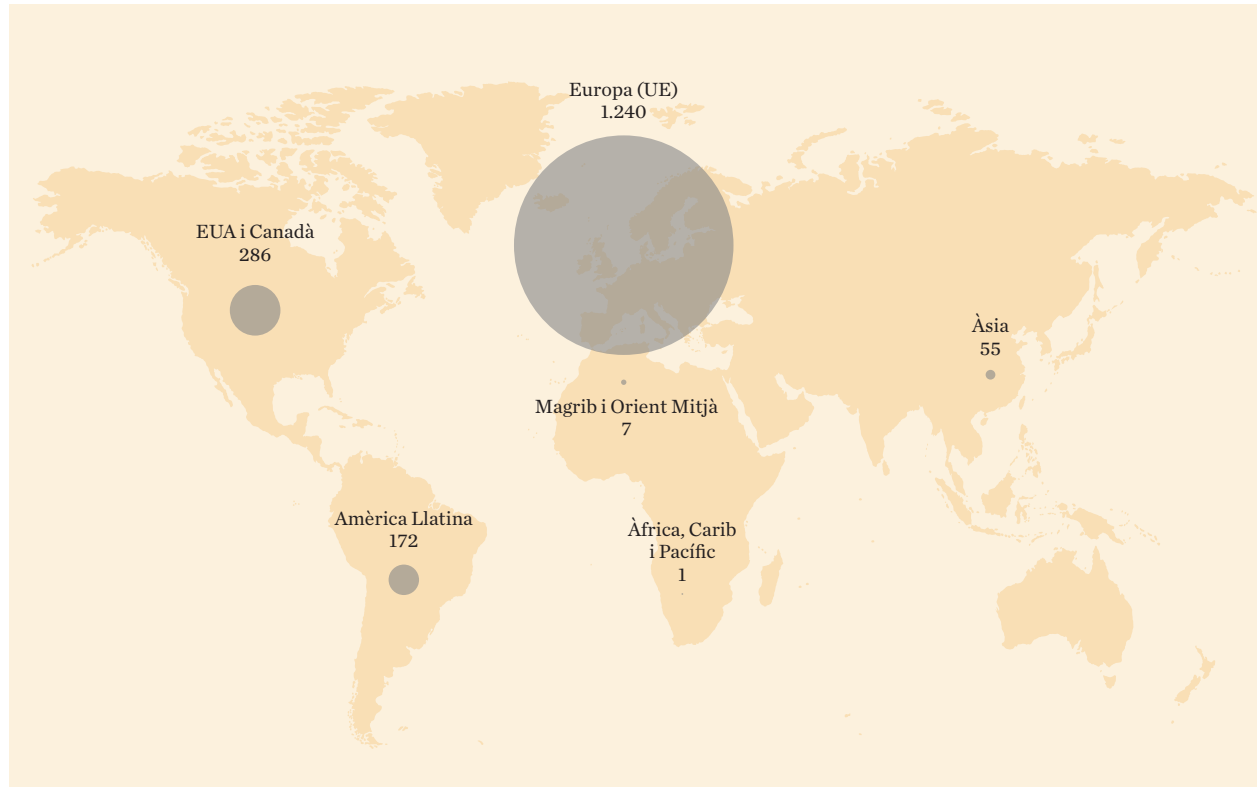 Europa (UE)
1.240
EUA i Canadà
286
Àsia
55
Magrib i Orient Mitjà
7
Amèrica Llatina
172
Àfrica, Carib
i Pacífic
1